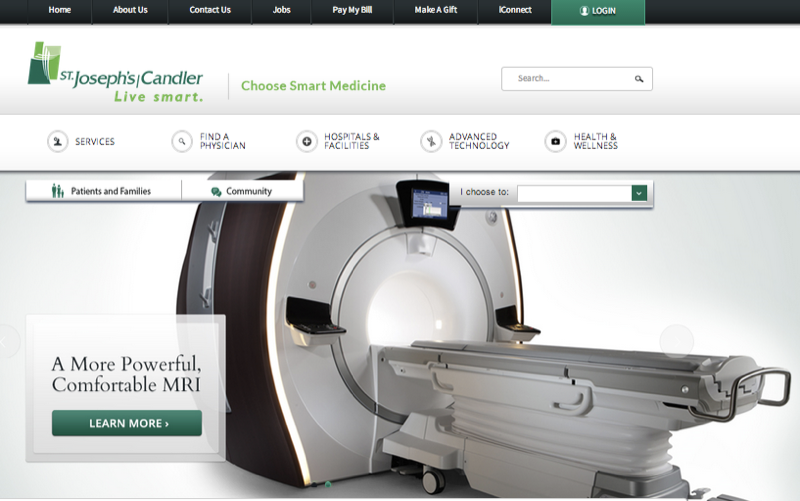 Home About Us Contact Us Jobs Pay My Bill Make A Gift iConnect LOGIN
ST. Joseph's|Candler
Live smart.
Choose Smart Medicine
Search...
SERVICES
FIND A
PHYSICIAN
HOSPITALS &
FACILITIES
ADVANCED
TECHNOLOGY
HEALTH &
WELLNESS
Patients and Families
Community
I choose to:
A More Powerful,
Comfortable MRI
LEARN MORE ›